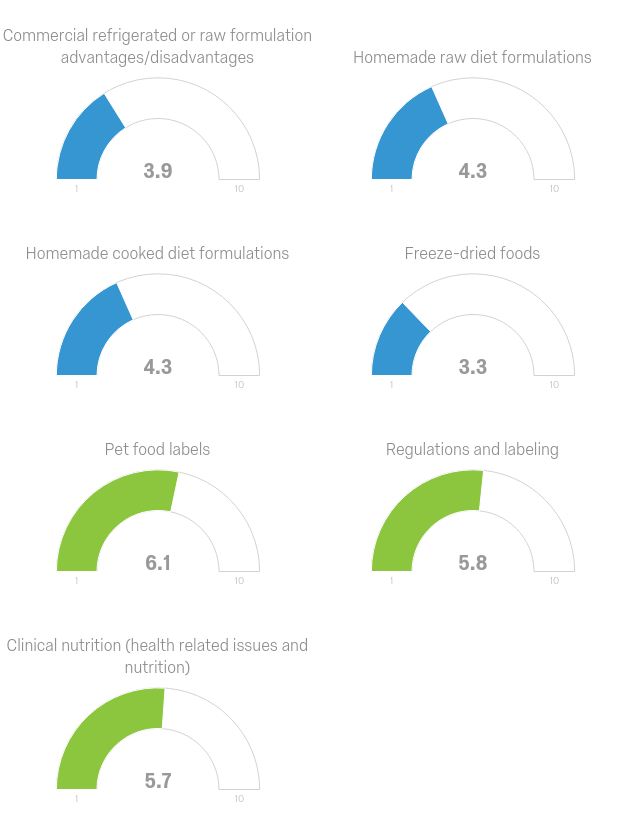 Commercial refrigerated or raw formulation
advantages/disadvantages
3.9
1
10
Homemade raw diet formulations
4.3
1
10
Homemade cooked diet formulations
4.3
1
10
Freeze-dried foods
3.3
1
10
Pet food labels
6.1
1
10
Regulations and labeling
5.8
1
10
Clinical nutrition (health related issues and
nutrition)
5.7
1
10